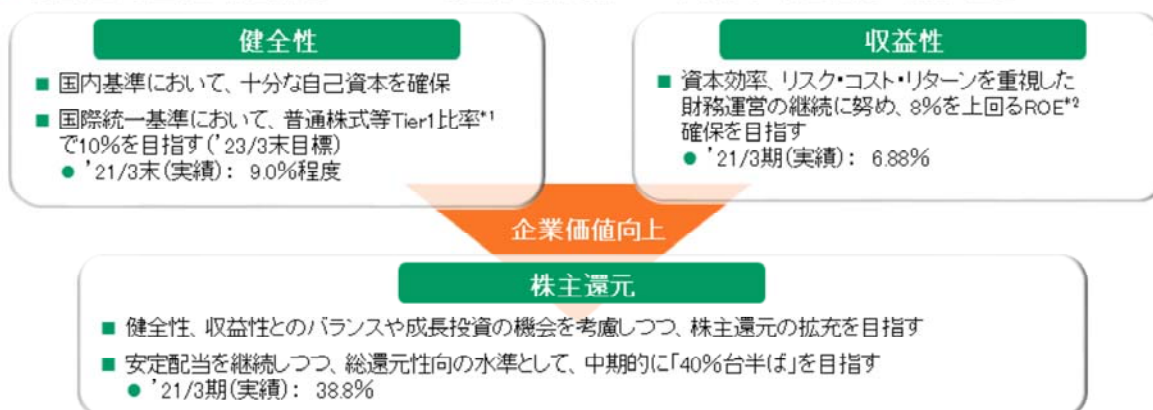 健全性
■ 国内基準において、十分な自己資本を確保
■ 国際統一基準において、普通株式等Tier1比率*1
で10%を目指す('23/3末目標)
● '21/3末(実績)： 9.0%程度
収益性
■ 資本効率、リスク・コスト・リターンを重視した
財務運営の継続に努め、8%を上回るROE*2
確保を目指す
● '21/3期(実績)： 6.88%
企業価値向上
株主還元
■ 健全性、収益性とのバランスや成長投資の機会を考慮しつつ、株主還元の拡充を目指す
■ 安定配当を継続しつつ、総還元性向の水準として、中期的に「40%台半ば」を目指す
● '21/3期(実績)： 38.8%